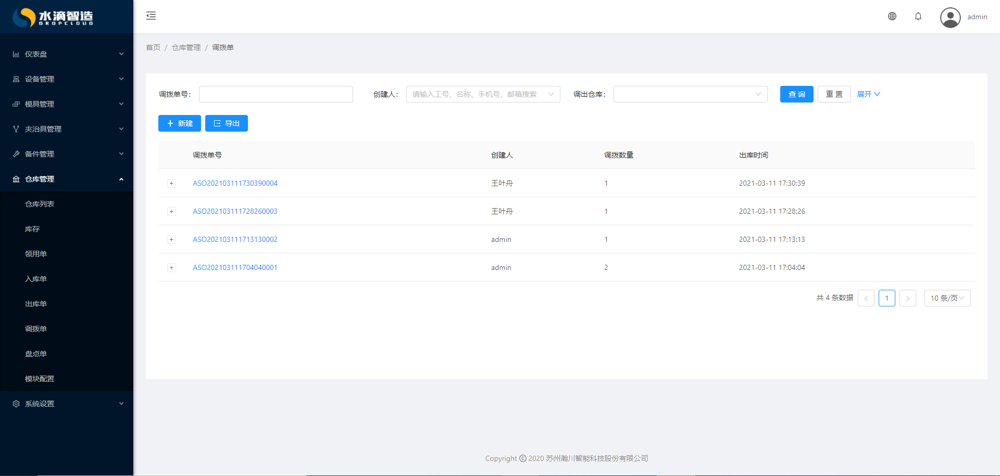 水滴智造
DROPCLOUD
admin
仪表盘
设备管理
模具管理
夹治具管理
备件管理
仓库管理
仓库列表
库存
领用单
入库单
出库单
调拨单
盘点单
模块配置
系统设置
首页 / 仓库管理 / 调拨单
调拨单号： 创建人： 请输入工号、名称、手机号、邮箱搜索 调出仓库： 查 询 重 置 展开
新建 导出
调拨单号 创建人 调拨数量 出库时间
+ ASO202103111730390004 王叶舟 1 2021-03-11 17:30:39
+ ASO202103111728260003 王叶舟 1 2021-03-11 17:28:26
+ ASO202103111713130002 admin 1 2021-03-11 17:13:13
+ ASO202103111704040001 admin 2 2021-03-11 17:04:04
共 4 条数据 < 1 > 10 条/页
Copyright © 2020 苏州瀚川智能科技股份有限公司